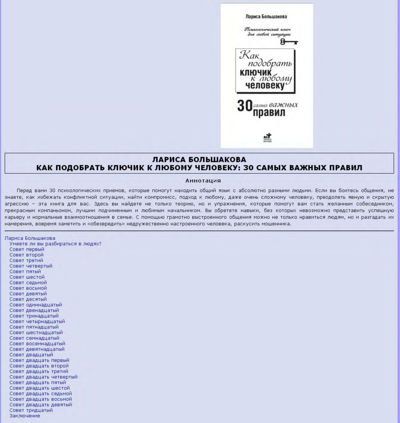 Лариса Большакова
Психологический ключ
для любой ситуации
Как
подобрать
КЛЮЧИК
к любому
ЧЕЛОВЕКУ
30 самых важных
правил
ЛАРИСА БОЛЬШАКОВА
КАК ПОДОБРАТЬ КЛЮЧИК К ЛЮБОМУ ЧЕЛОВЕКУ: 30 САМЫХ ВАЖНЫХ ПРАВИЛ
Аннотация
Перед вами 30 психологических приемов, которые помогут находить общий язык с абсолютно разными людьми. Если вы боитесь общения, не
знаете, как избежать конфликтной ситуации, найти компромисс, подход к любому, даже очень сложному человеку, преодолеть явную и скрытую
агрессию – эта книга для вас. Здесь вы найдете не только теорию, но и упражнения, которые помогут вам стать желанным собеседником,
прекрасным компаньоном, лучшим подчиненным и любимым начальником. Вы обретете навыки, без которых невозможно представить успешную
карьеру и нормальные взаимоотношения в семье. С помощью грамотно выстроенного общения можно не только нравиться людям, но и разгадать их
намерения, вовремя заметить и «обезвредить» недружественно настроенного человека, раскусить мошенника.
Лариса Большакова
Умеете ли вы разбираться в людях?
Совет первый
Совет второй
Совет третий
Совет четвертый
Совет пятый
Совет шестой
Совет седьмой
Совет восьмой
Совет девятый
Совет десятый
Совет одиннадцатый
Совет двенадцатый
Совет тринадцатый
Совет четырнадцатый
Совет пятнадцатый
Совет шестнадцатый
Совет семнадцатый
Совет восемнадцатый
Совет девятнадцатый
Совет двадцатый
Совет двадцать первый
Совет двадцать второй
Совет двадцать третий
Совет двадцать четвертый
Совет двадцать пятый
Совет двадцать шестой
Совет двадцать седьмой
Совет двадцать восьмой
Совет двадцать девятый
Совет тридцатый
Заключение